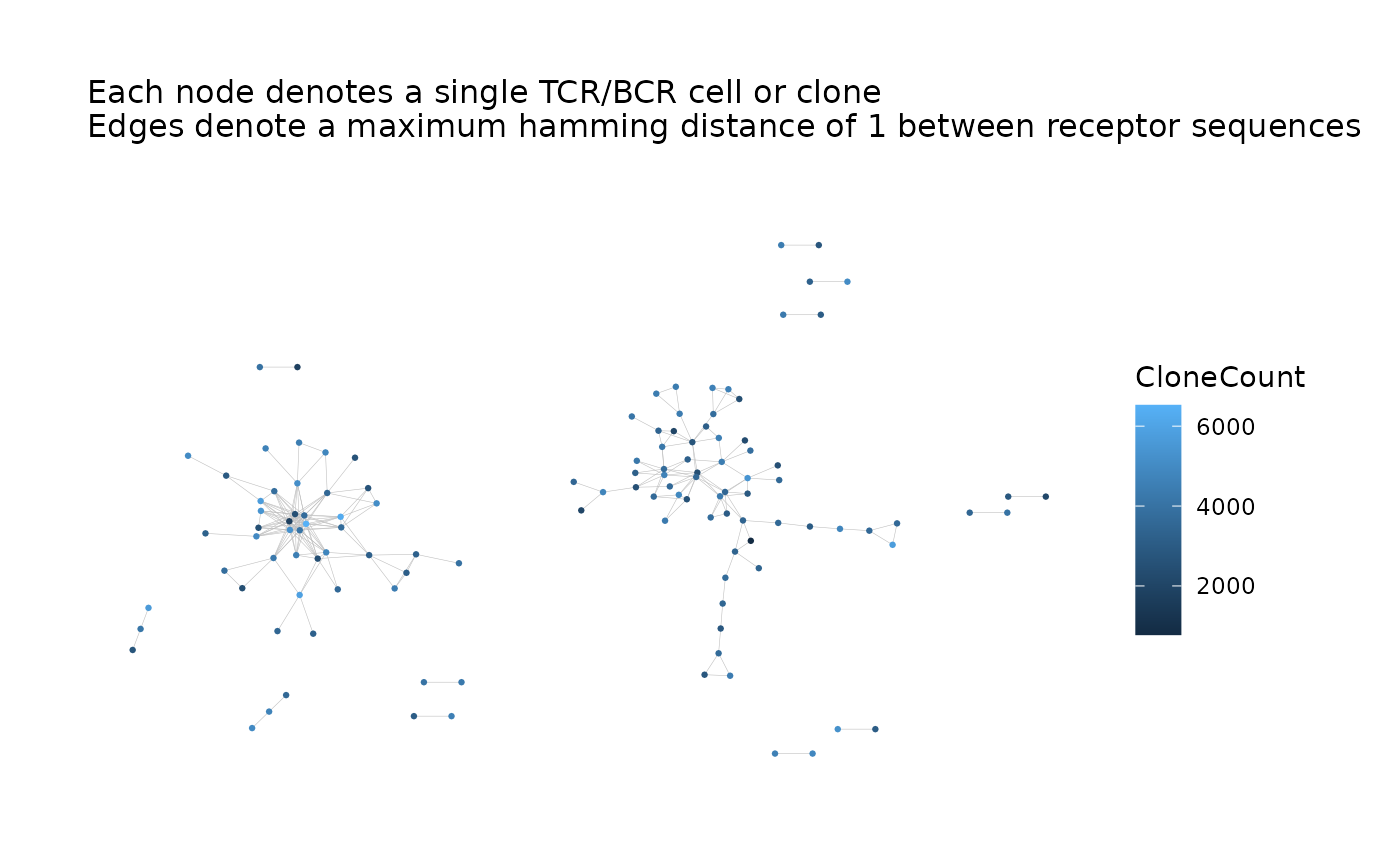 Each node denotes a single TCR/BCR cell or clone
Edges denote a maximum hamming distance of 1 between receptor sequences
CloneCount
6000
4000
2000